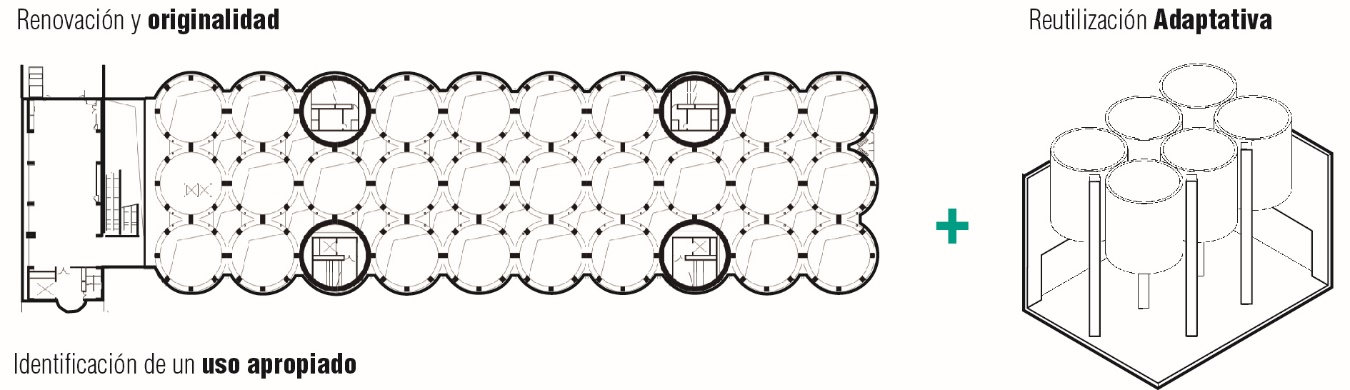 Renovación y originalidad
Reutilización Adaptativa
+
Identificación de un uso apropiado